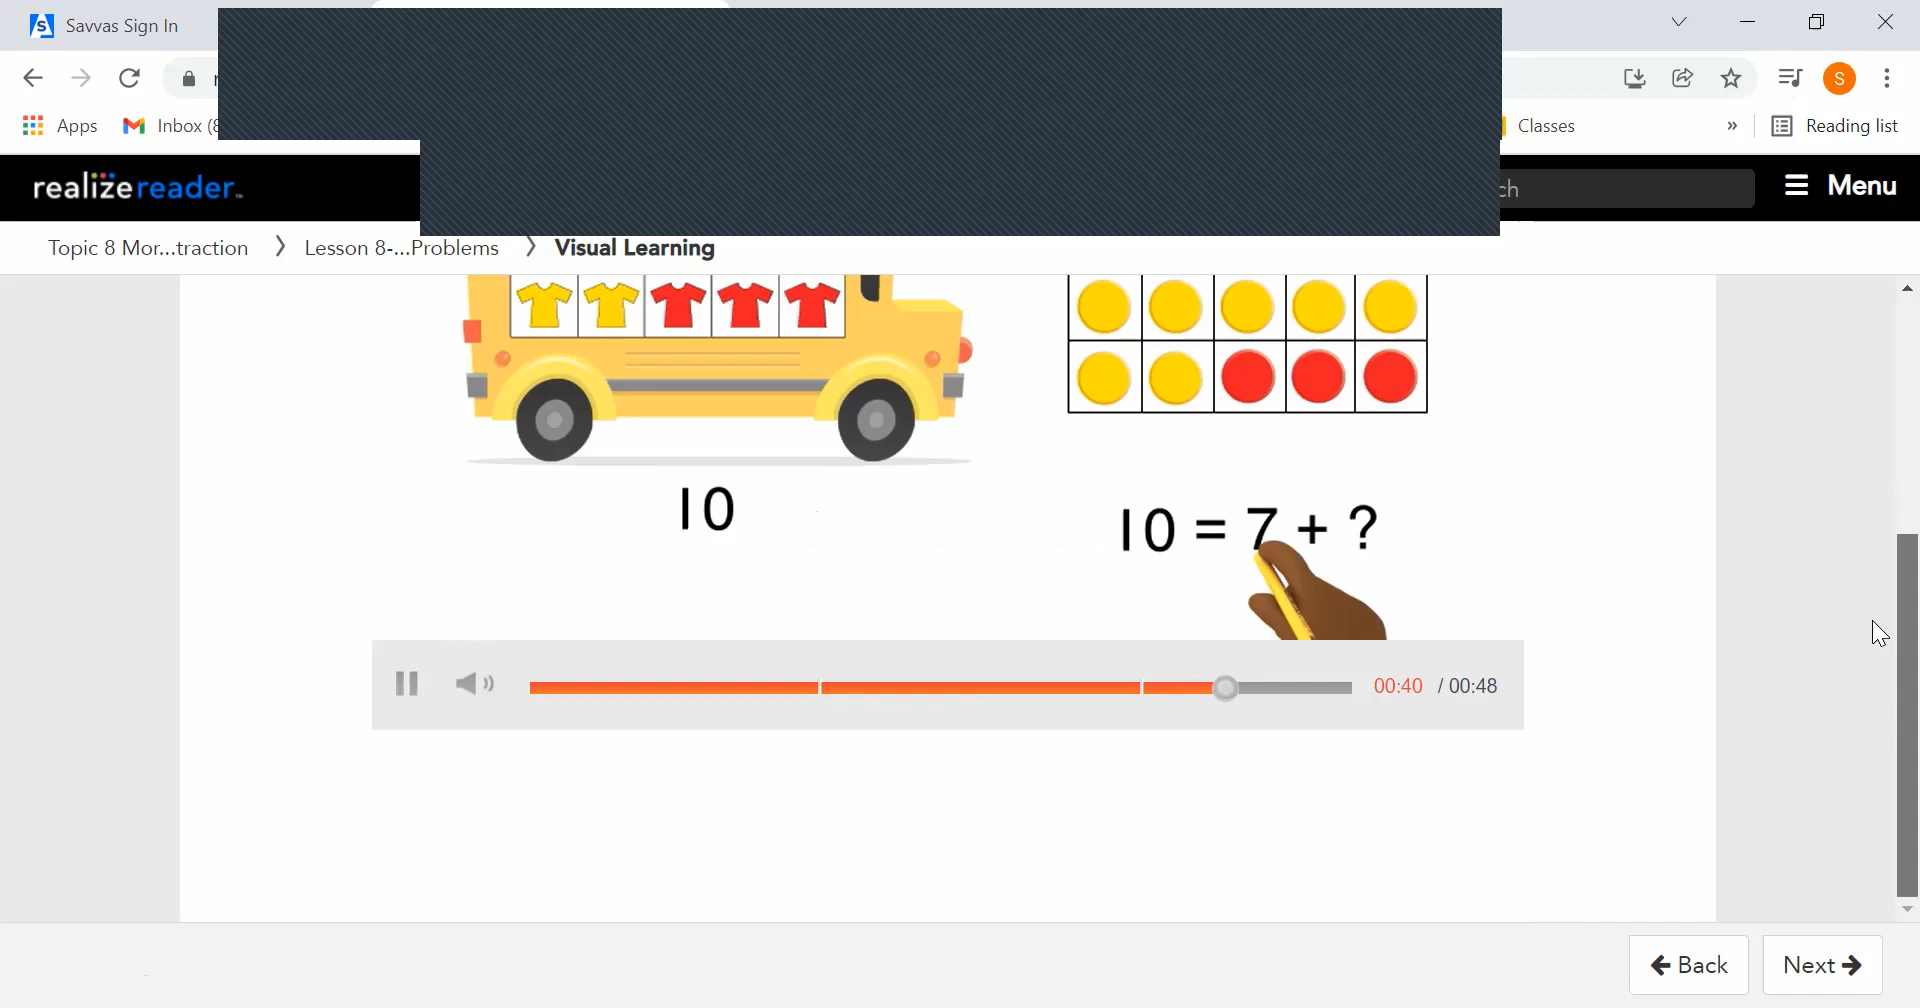 Savvas Sign In
Apps
Inbox
Classes
»
Reading list
realizereader
Menu
Topic 8 Mor...traction > Lesson 8-...Problems > Visual Learning
10
10 = 7 + ?
00:40 / 00:48
Back
Next
S